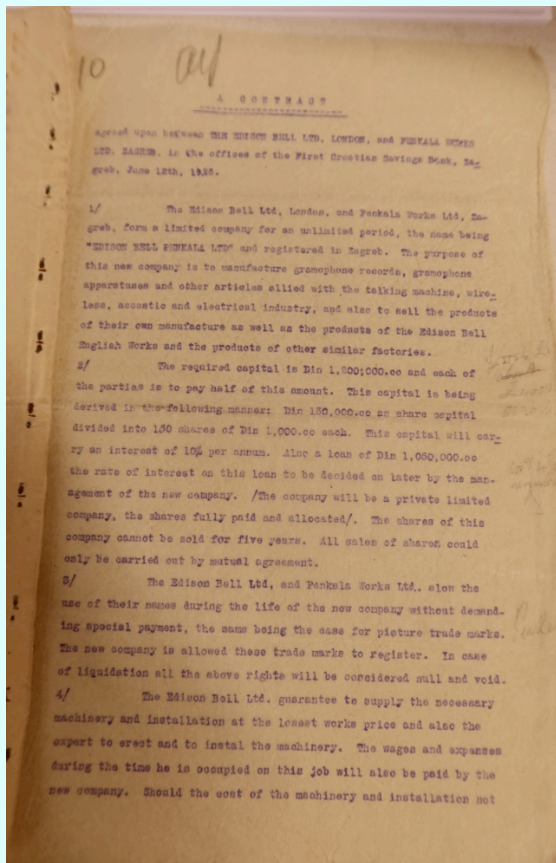 10
A CONTRACT
agreed upon between THE EDISON BELL LTD. LONDON, and PENKALA WORKS
LTD. ZAGREB, in the offices of the First Croatian Savings Bank, Za-
greb, June 12th, 1926.
1/ The Edison Bell Ltd, London, and Penkala Works Ltd, Za-
greb, form a limited company for an unlimited period, the name being
"EDISON BELL PENKALA LTD" and registered in Zagreb. The purpose of
this new company is to manufacture gramophone records, gramophone
apparatuses and other articles allied with the talking machine, wire-
less, acoustic and electrical industry, and also to sell the products
of their own manufacture as well as the products of the Edison Bell
English Works and the products of other similar factories.
2/ The required capital is Din 1,200,000.oo and each of
the parties is to pay half of this amount. This capital is being
derived in the following manner: Din 150,000.oo as share capital
divided into 150 shares of Din 1,000.oo each. This capital will car-
ry an interest of 10% per annum. Also a loan of Din 1,050,000.oo
the rate of interest on this loan to be decided on later by the man-
agement of the new company. /The company will be a private limited
company, the shares fully paid and allocated/. The shares of this
company cannot be sold for five years. All sales of shares could
only be carried out by mutual agreement.
3/ The Edison Bell Ltd, and Penkala Works Ltd. alow the
use of their names during the life of the new company without demand-
ing special payment, the same being the case for picture trade marks.
The new company is allowed these trade marks to register. In case
of liquidation all the above rights will be considered null and void.
4/ The Edison Bell Ltd. guarantee to supply the necessary
machinery and installation at the lowest works price and also the
expert to erect and to instal the machinery. The wages and expenses
during the time he is occupied on this job will also be paid by the
new company. Should the cost of the machinery and installation not